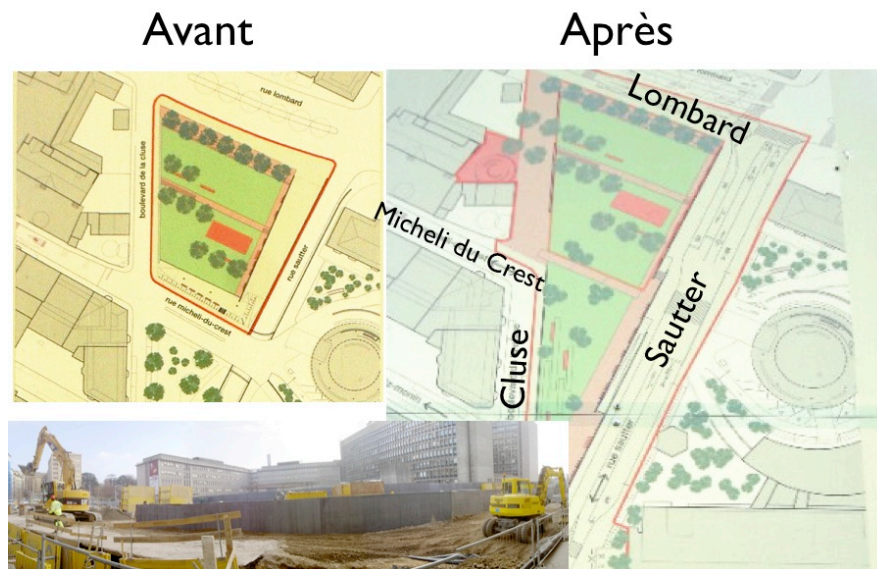 Avant
Après
rue lombard
boulevard de la cluse
rue sautter
rue micheli-du-crest
Lombard
Micheli du Crest
Sautter
Cluse
rue sautter